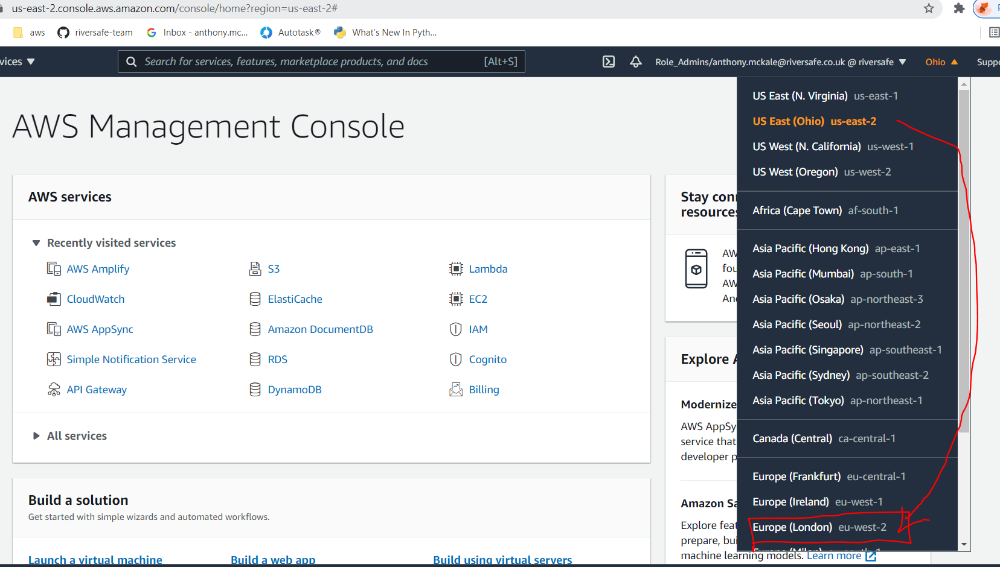 us-east-2.console.aws.amazon.com/console/home?region=us-east-2#
aws riversafe-team Inbox - anthony.mc... Autotask® What's New In Pyth...
vices ▼ Search for services, features, marketplace products, and docs [Alt+S] Role_Admins/anthony.mckale@riversafe.co.uk @ riversafe ▼ Ohio ▲ Suppo
AWS Management Console
AWS services
Recently visited services
AWS Amplify S3 Lambda
CloudWatch ElastiCache EC2
AWS AppSync Amazon DocumentDB IAM
Simple Notification Service RDS Cognito
API Gateway DynamoDB Billing
All services
Build a solution
Get started with simple wizards and automated workflows.
Launch a virtual machine Build a web app Build using virtual servers
Stay con
resources
AW
fou
AW
An
Explore A
Modernize
AWS AppSy
service that
developer p
Amazon Sa
Explore feat
prepare, bui
machine learning models. Learn more
US East (N. Virginia) us-east-1
US East (Ohio) us-east-2
US West (N. California) us-west-1
US West (Oregon) us-west-2
Africa (Cape Town) af-south-1
Asia Pacific (Hong Kong) ap-east-1
Asia Pacific (Mumbai) ap-south-1
Asia Pacific (Osaka) ap-northeast-3
Asia Pacific (Seoul) ap-northeast-2
Asia Pacific (Singapore) ap-southeast-1
Asia Pacific (Sydney) ap-southeast-2
Asia Pacific (Tokyo) ap-northeast-1
Canada (Central) ca-central-1
Europe (Frankfurt) eu-central-1
Europe (Ireland) eu-west-1
Europe (London) eu-west-2
Europe (Milan)